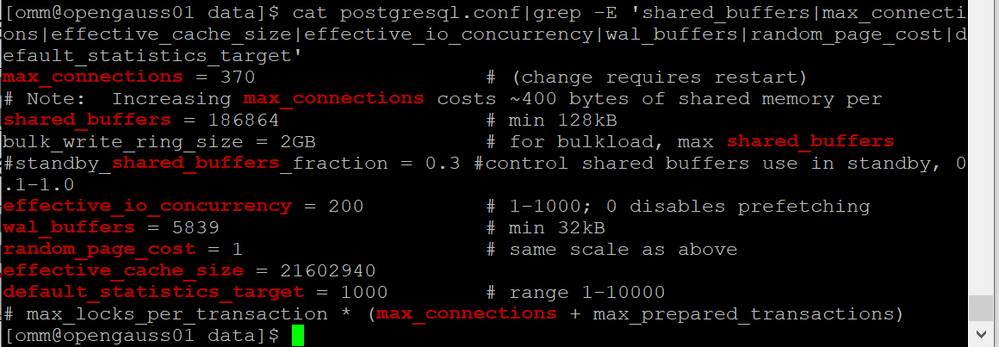 [omm@opengauss01 data]$ cat postgresql.conf|grep -E 'shared_buffers|max_connecti
ons|effective_cache_size|effective_io_concurrency|wal_buffers|random_page_cost|d
efault_statistics_target'
max_connections = 370                   # (change requires restart)
# Note:  Increasing max_connections costs ~400 bytes of shared memory per
shared_buffers = 186864                 # min 128kB
bulk_write_ring_size = 2GB              # for bulkload, max shared_buffers
#standby_shared_buffers_fraction = 0.3 #control shared buffers use in standby, 0
.1-1.0
effective_io_concurrency = 200          # 1-1000; 0 disables prefetching
wal_buffers = 5839                      # min 32kB
random_page_cost = 1                    # same scale as above
effective_cache_size = 21602940
default_statistics_target = 1000        # range 1-10000
# max_locks_per_transaction * (max_connections + max_prepared_transactions)
[omm@opengauss01 data]$